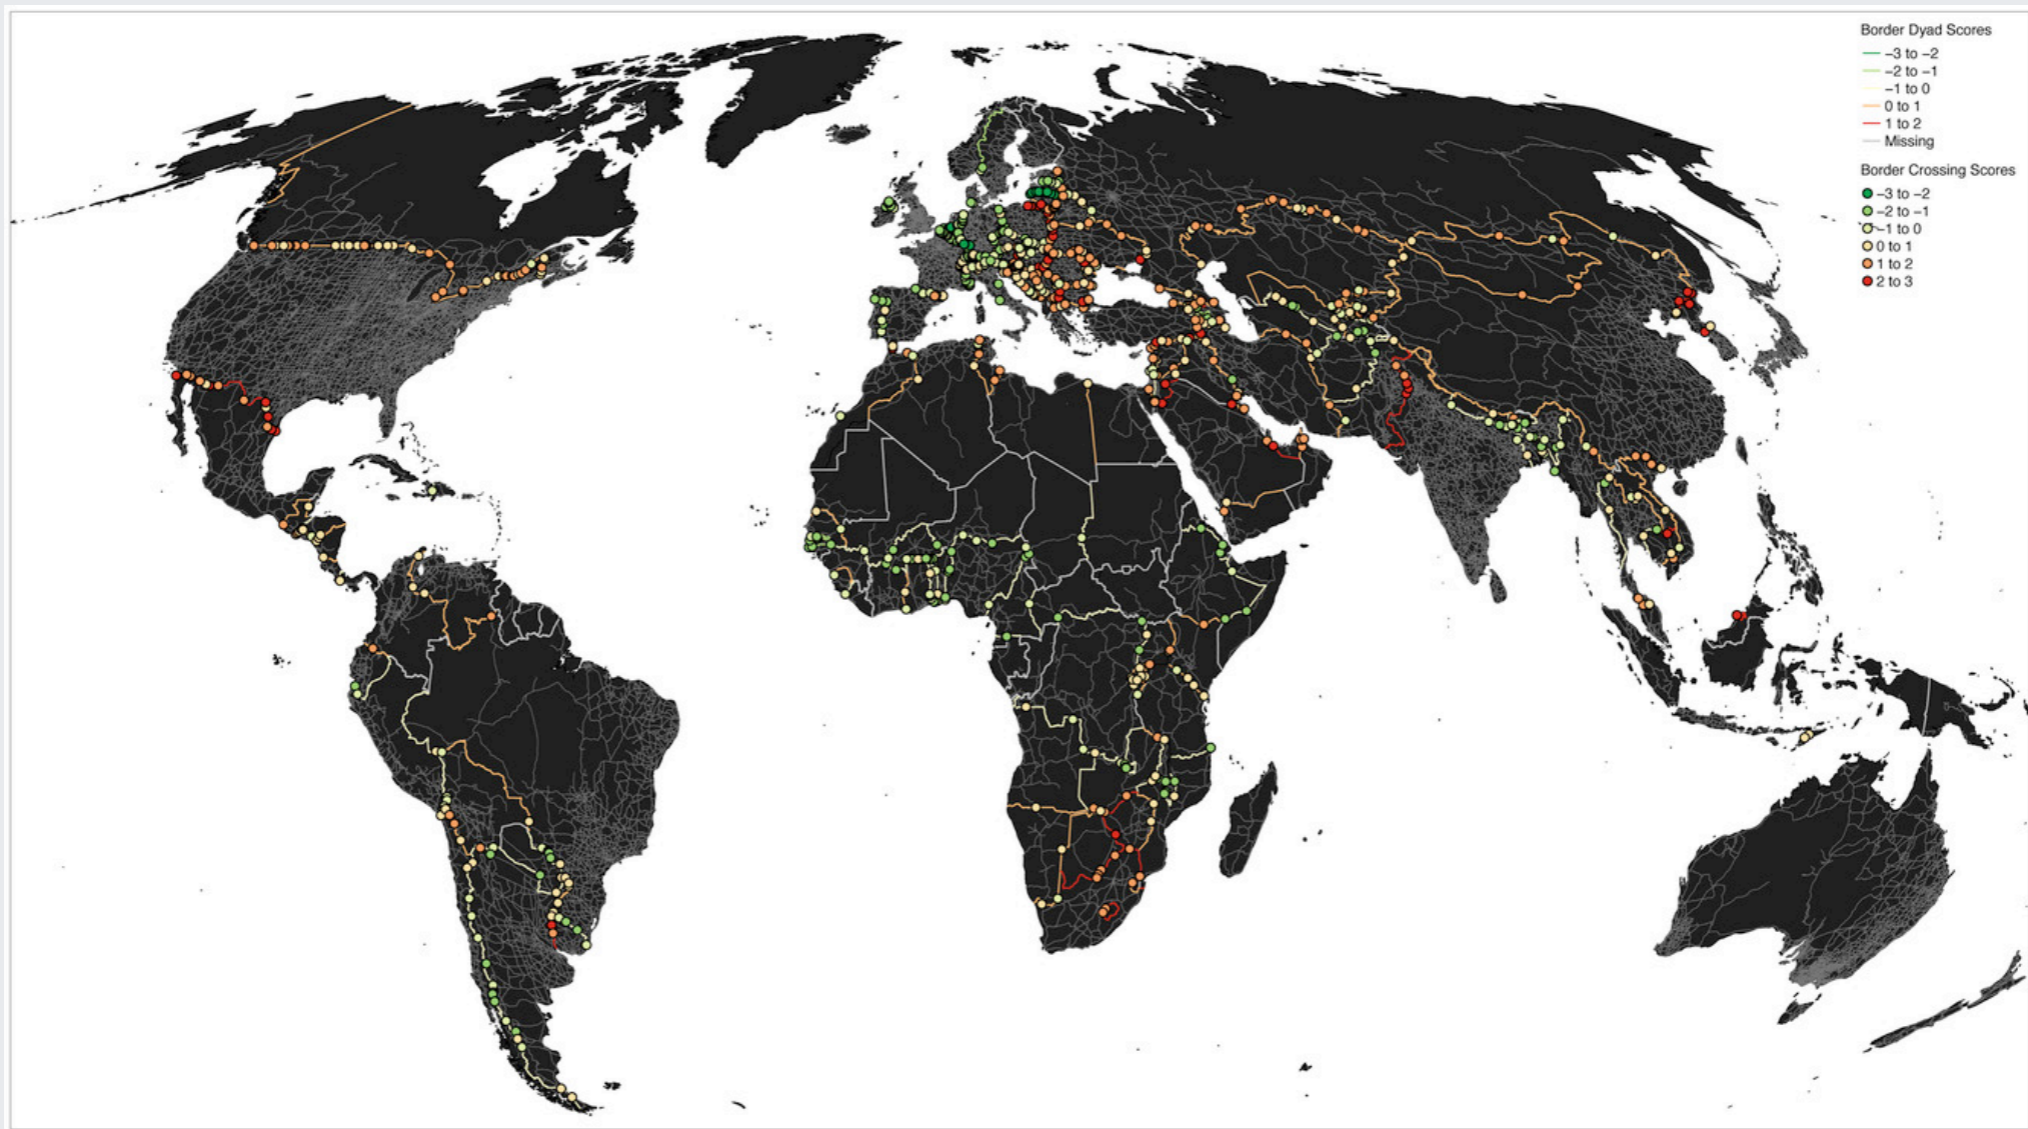 Border Dyad Scores
−3 to −2
−2 to −1
−1 to 0
0 to 1
1 to 2
Missing
Border Crossing Scores
−3 to −2
−2 to −1
−1 to 0
0 to 1
1 to 2
2 to 3